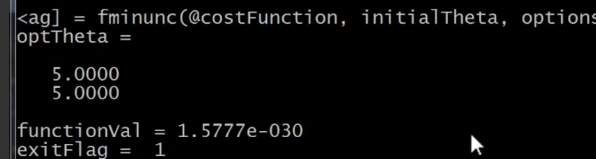 <ag] = fminunc(@costFunction, initialTheta, options
optTheta =
5.0000
5.0000
functionVal = 1.5777e-030
exitFlag = 1